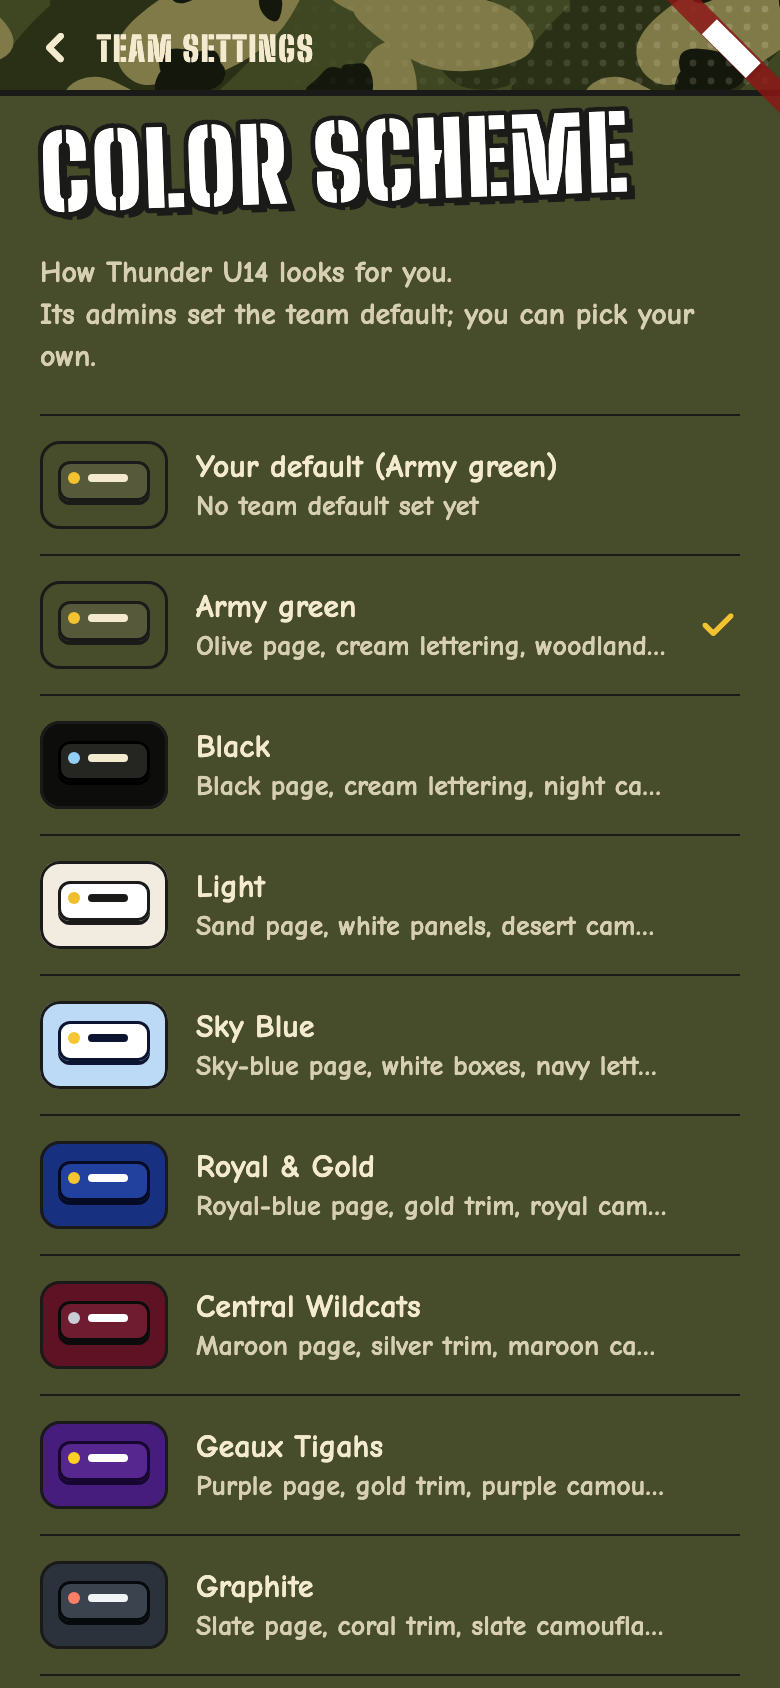 TEAM SETTINGS
COLOR SCHEME
How Thunder U14 looks for you.
Its admins set the team default; you can pick your
own.
Your default (Army green)
No team default set yet
Army green
Olive page, cream lettering, woodland...
Black
Black page, cream lettering, night ca...
Light
Sand page, white panels, desert cam...
Sky Blue
Sky-blue page, white boxes, navy lett...
Royal & Gold
Royal-blue page, gold trim, royal cam...
Central Wildcats
Maroon page, silver trim, maroon ca...
Geaux Tigahs
Purple page, gold trim, purple camou...
Graphite
Slate page, coral trim, slate camoufla...